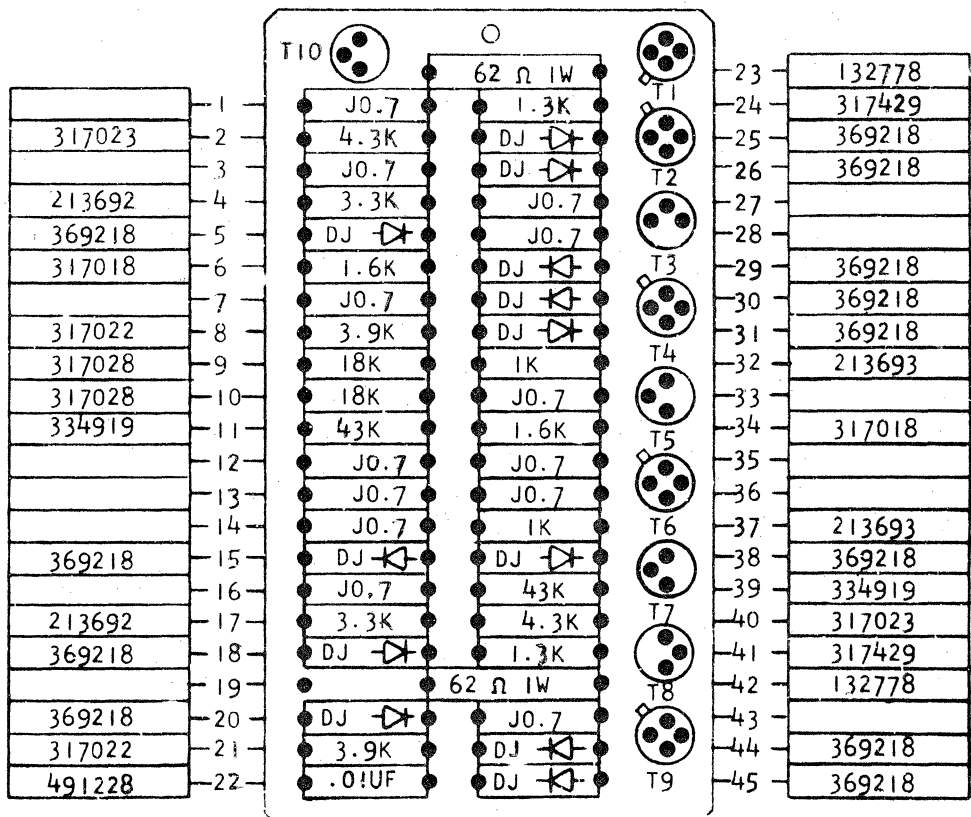 T10
62 Ω 1W 23 132778
T1
1 J0.7 1.3K 24 317429
317023 2 4.3K DJ 25 369218
3 J0.7 DJ 26 369218
T2
213692 4 3.3K J0.7 27
369218 5 DJ J0.7 28
T3
317018 6 1.6K DJ 29 369218
7 J0.7 DJ 30 369218
317022 8 3.9K DJ 31 369218
T4
317028 9 18K 1K 32 213693
317028 10 18K J0.7 33
334919 11 43K 1.6K 34 317018
T5
12 J0.7 J0.7 35
13 J0.7 J0.7 36
14 J0.7 1K 37 213693
T6
369218 15 DJ DJ 38 369218
16 J0,7 43K 39 334919
T7
213692 17 3.3K 4.3K 40 317023
369218 18 DJ 1.3K 41 317429
19 62 Ω 1W 42 132778
T8
369218 20 DJ J0.7 43
317022 21 3.9K DJ 44 369218
491228 22 .01UF DJ 45 369218
T9